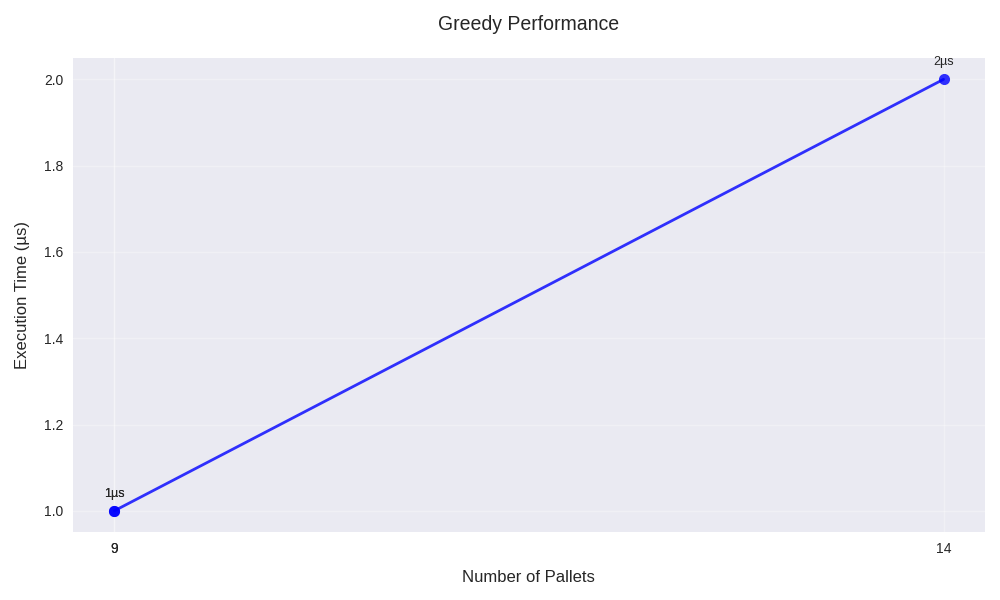 Greedy Performance
2µs
2.0
1.8
1.6
1.4
1.2
1.0
Execution Time (µs)
1µs
9
14
Number of Pallets